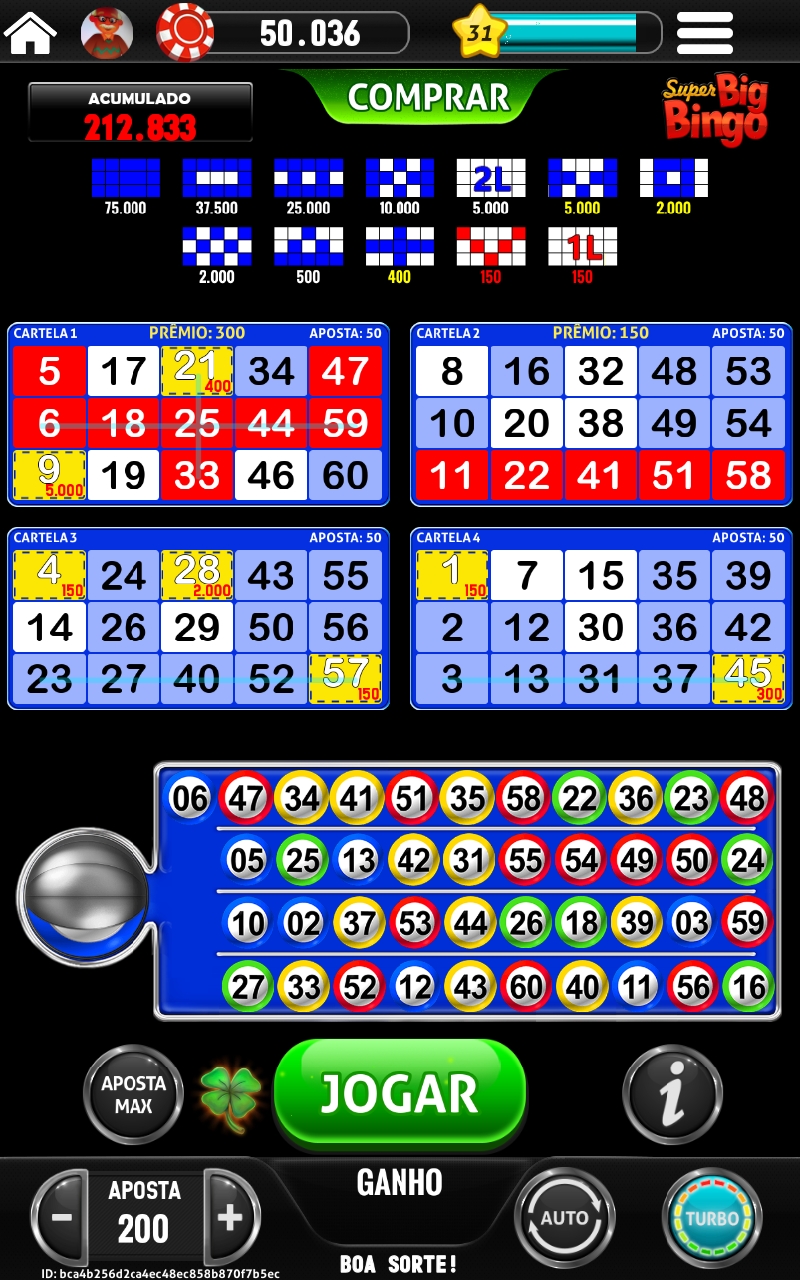 50.036
31
ACUMULADO
212.833
COMPRAR
Super Big
Bingo
2L
75.000 37.500 25.000 10.000 5.000 5.000 2.000
1L
2.000 500 400 150 150
CARTELA 1 PRÊMIO: 300 APOSTA: 50
5 17 21 400 34 47
6 18 25 44 59
9 5.000 19 33 46 60
CARTELA 2 PRÊMIO: 150 APOSTA: 50
8 16 32 48 53
10 20 38 49 54
11 22 41 51 58
CARTELA 3 APOSTA: 50
4 150 24 28 2.000 43 55
14 26 29 50 56
23 27 40 52 57 150
CARTELA 4 APOSTA: 50
1 150 7 15 35 39
2 12 30 36 42
3 13 31 37 45 300
06 47 34 41 51 35 58 22 36 23 48
05 25 13 42 31 55 54 49 50 24
10 02 37 53 44 26 18 39 03 59
27 33 52 12 43 60 40 11 56 16
APOSTA
MAX
JOGAR
i
- APOSTA +
200
GANHO
AUTO
TURBO
BOA SORTE!
ID: bca4b256d2ca4ec48ec858b870f7b5ec